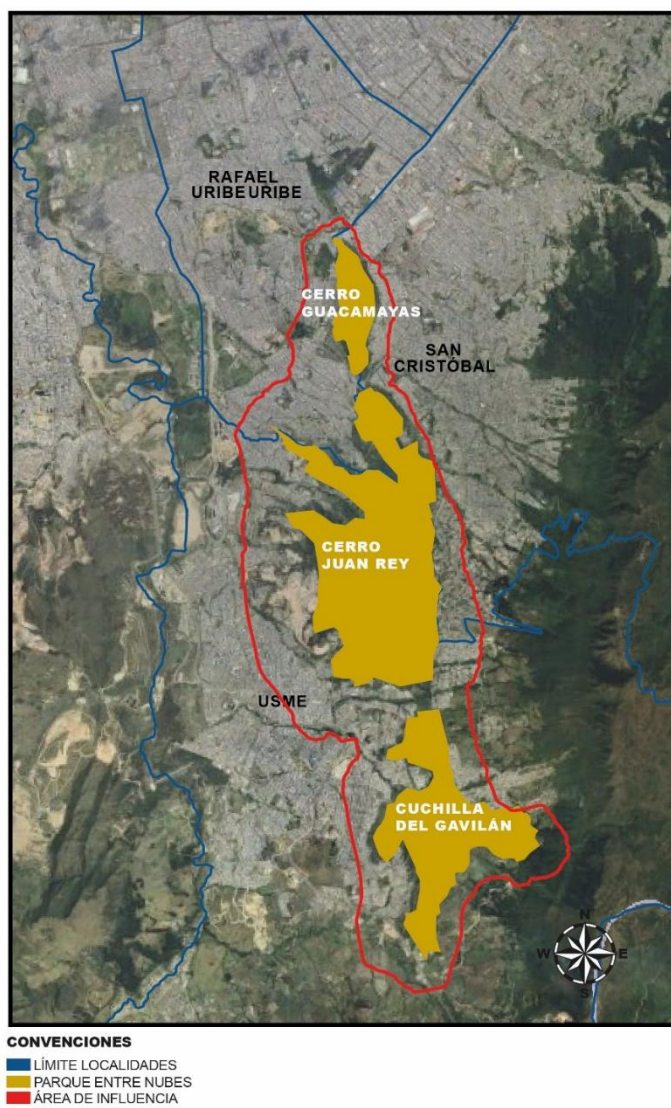 RAFAEL
URIBE URIBE
CERRO
GUACAMAYAS
SAN
CRISTÓBAL
CERRO
JUAN REY
USME
CUCHILLA
DEL GAVILÁN
N
W E
S
CONVENCIONES
LÍMITE LOCALIDADES
PARQUE ENTRE NUBES
ÁREA DE INFLUENCIA